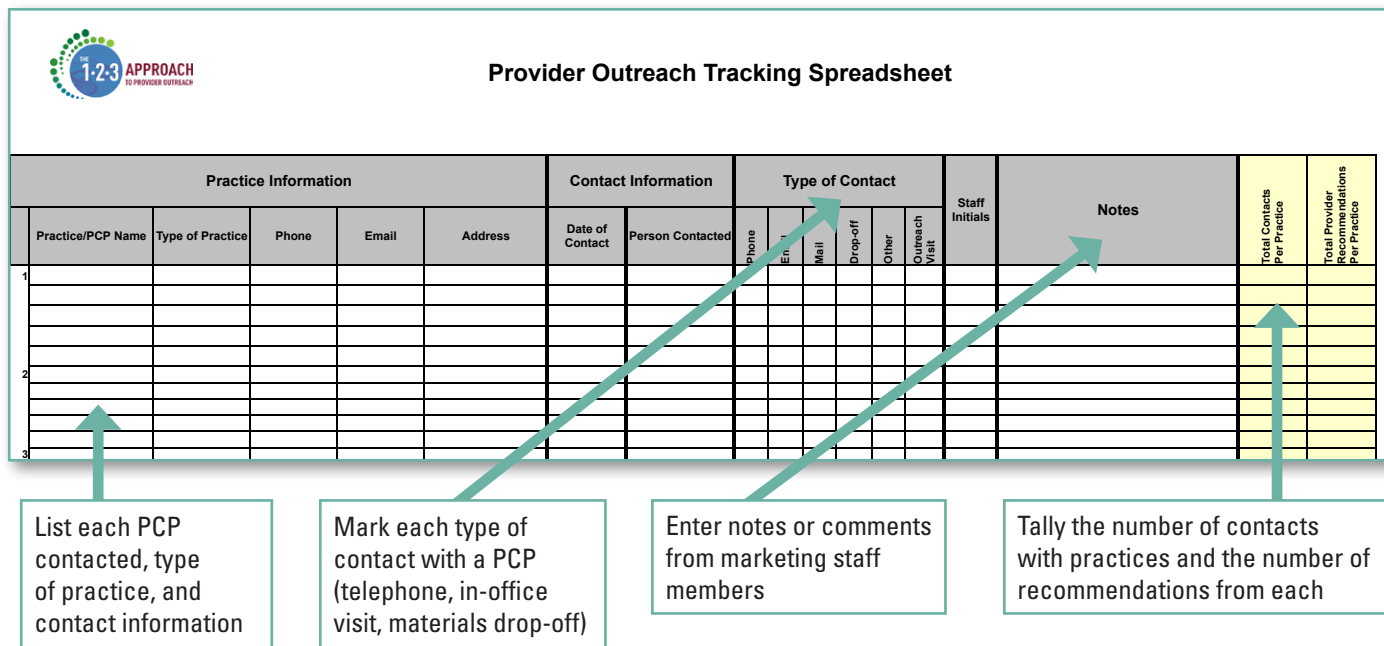 THE
1·2·3 APPROACH
TO PROVIDER OUTREACH
Provider Outreach Tracking Spreadsheet
Practice Information
Contact Information
Type of Contact
Staff
Initials
Notes
Total Contacts
Per Practice
Total Provider
Recommendations
Per Practice
Practice/PCP Name
Type of Practice
Phone
Email
Address
Date of
Contact
Person Contacted
Phone
Mail
Drop-off
Other
Outreach
Visit
1
2
3
List each PCP
contacted, type
of practice, and
contact information
Mark each type of
contact with a PCP
(telephone, in-office
visit, materials drop-off)
Enter notes or comments
from marketing staff
members
Tally the number of contacts
with practices and the number of
recommendations from each